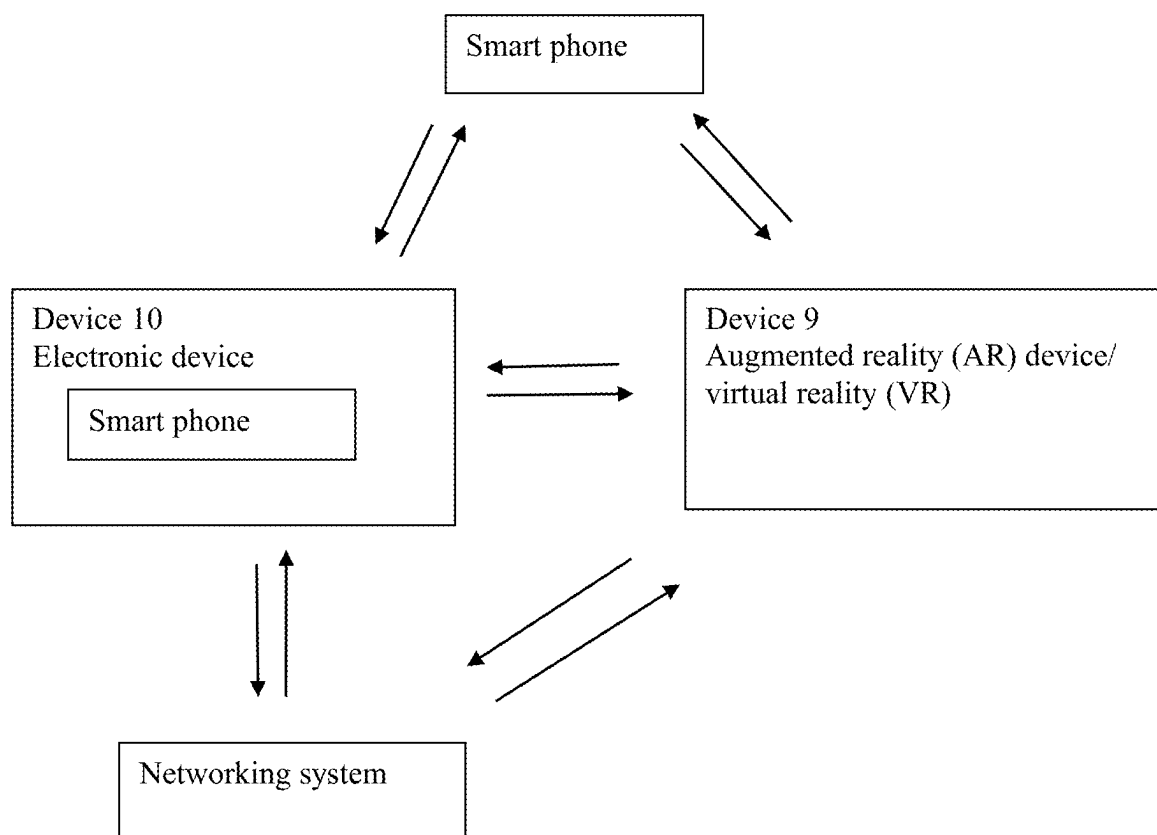 Smart phone
Device 10
Electronic device
Smart phone
Device 9
Augmented reality (AR) device/
virtual reality (VR)
Networking system